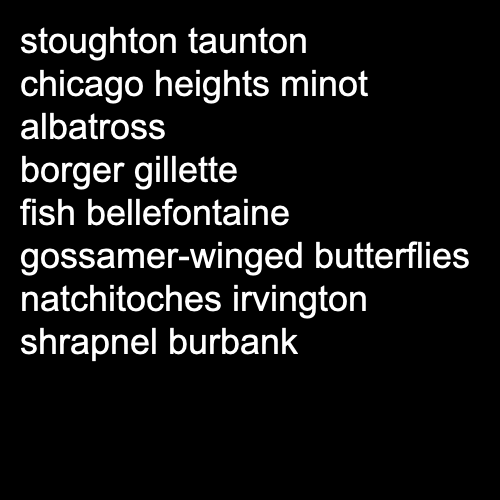 stoughton taunton
chicago heights minot
albatross
borger gillette
fish bellefontaine
gossamer-winged butterflies
natchitoches irvington
shrapnel burbank